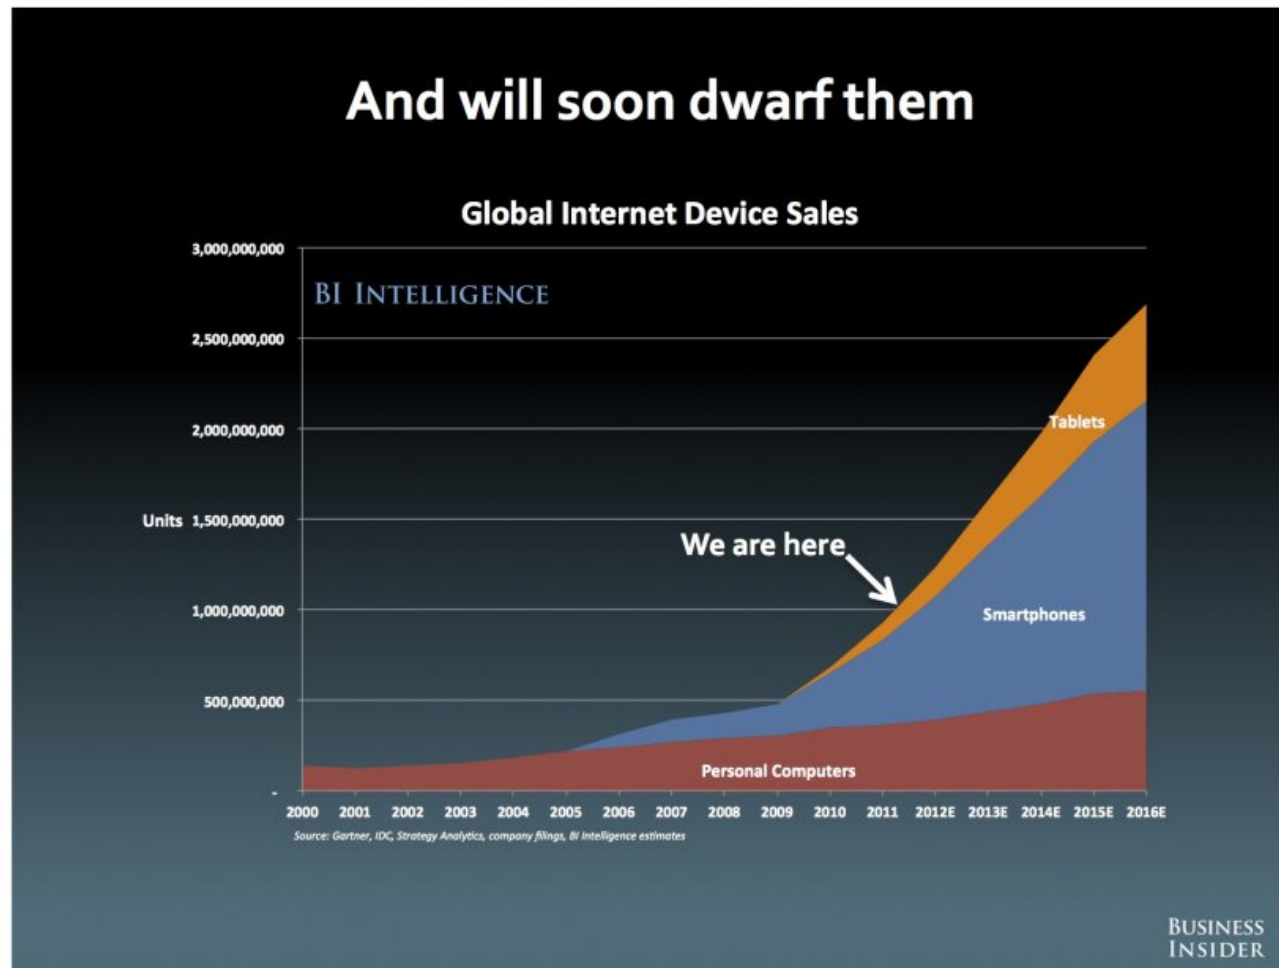 And will soon dwarf them
Global Internet Device Sales
3,000,000,000
BI INTELLIGENCE
2,500,000,000
2,000,000,000
Tablets
Units 1,500,000,000
We are here
1,000,000,000
Smartphones
500,000,000
Personal Computers
-
2000 2001 2002 2003 2004 2005 2006 2007 2008 2009 2010 2011 2012E 2013E 2014E 2015E 2016E
Source: Gartner, IDC, Strategy Analytics, company filings, BI Intelligence estimates
BUSINESS
INSIDER